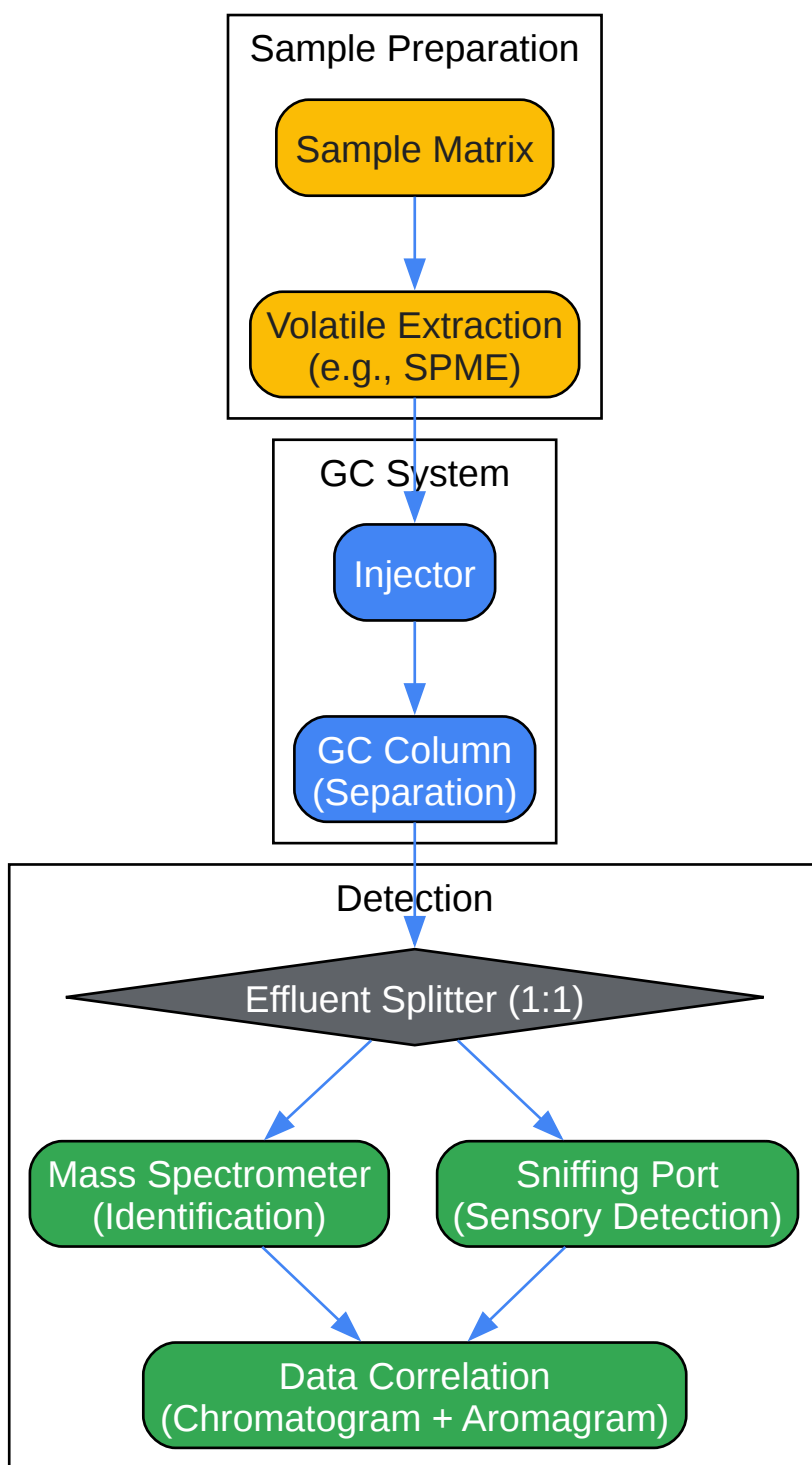 Sample Preparation
Sample Matrix
Volatile Extraction
(e.g., SPME)
GC System
Injector
GC Column
(Separation)
Detection
Effluent Splitter (1:1)
Mass Spectrometer
(Identification)
Sniffing Port
(Sensory Detection)
Data Correlation
(Chromatogram + Aromagram)